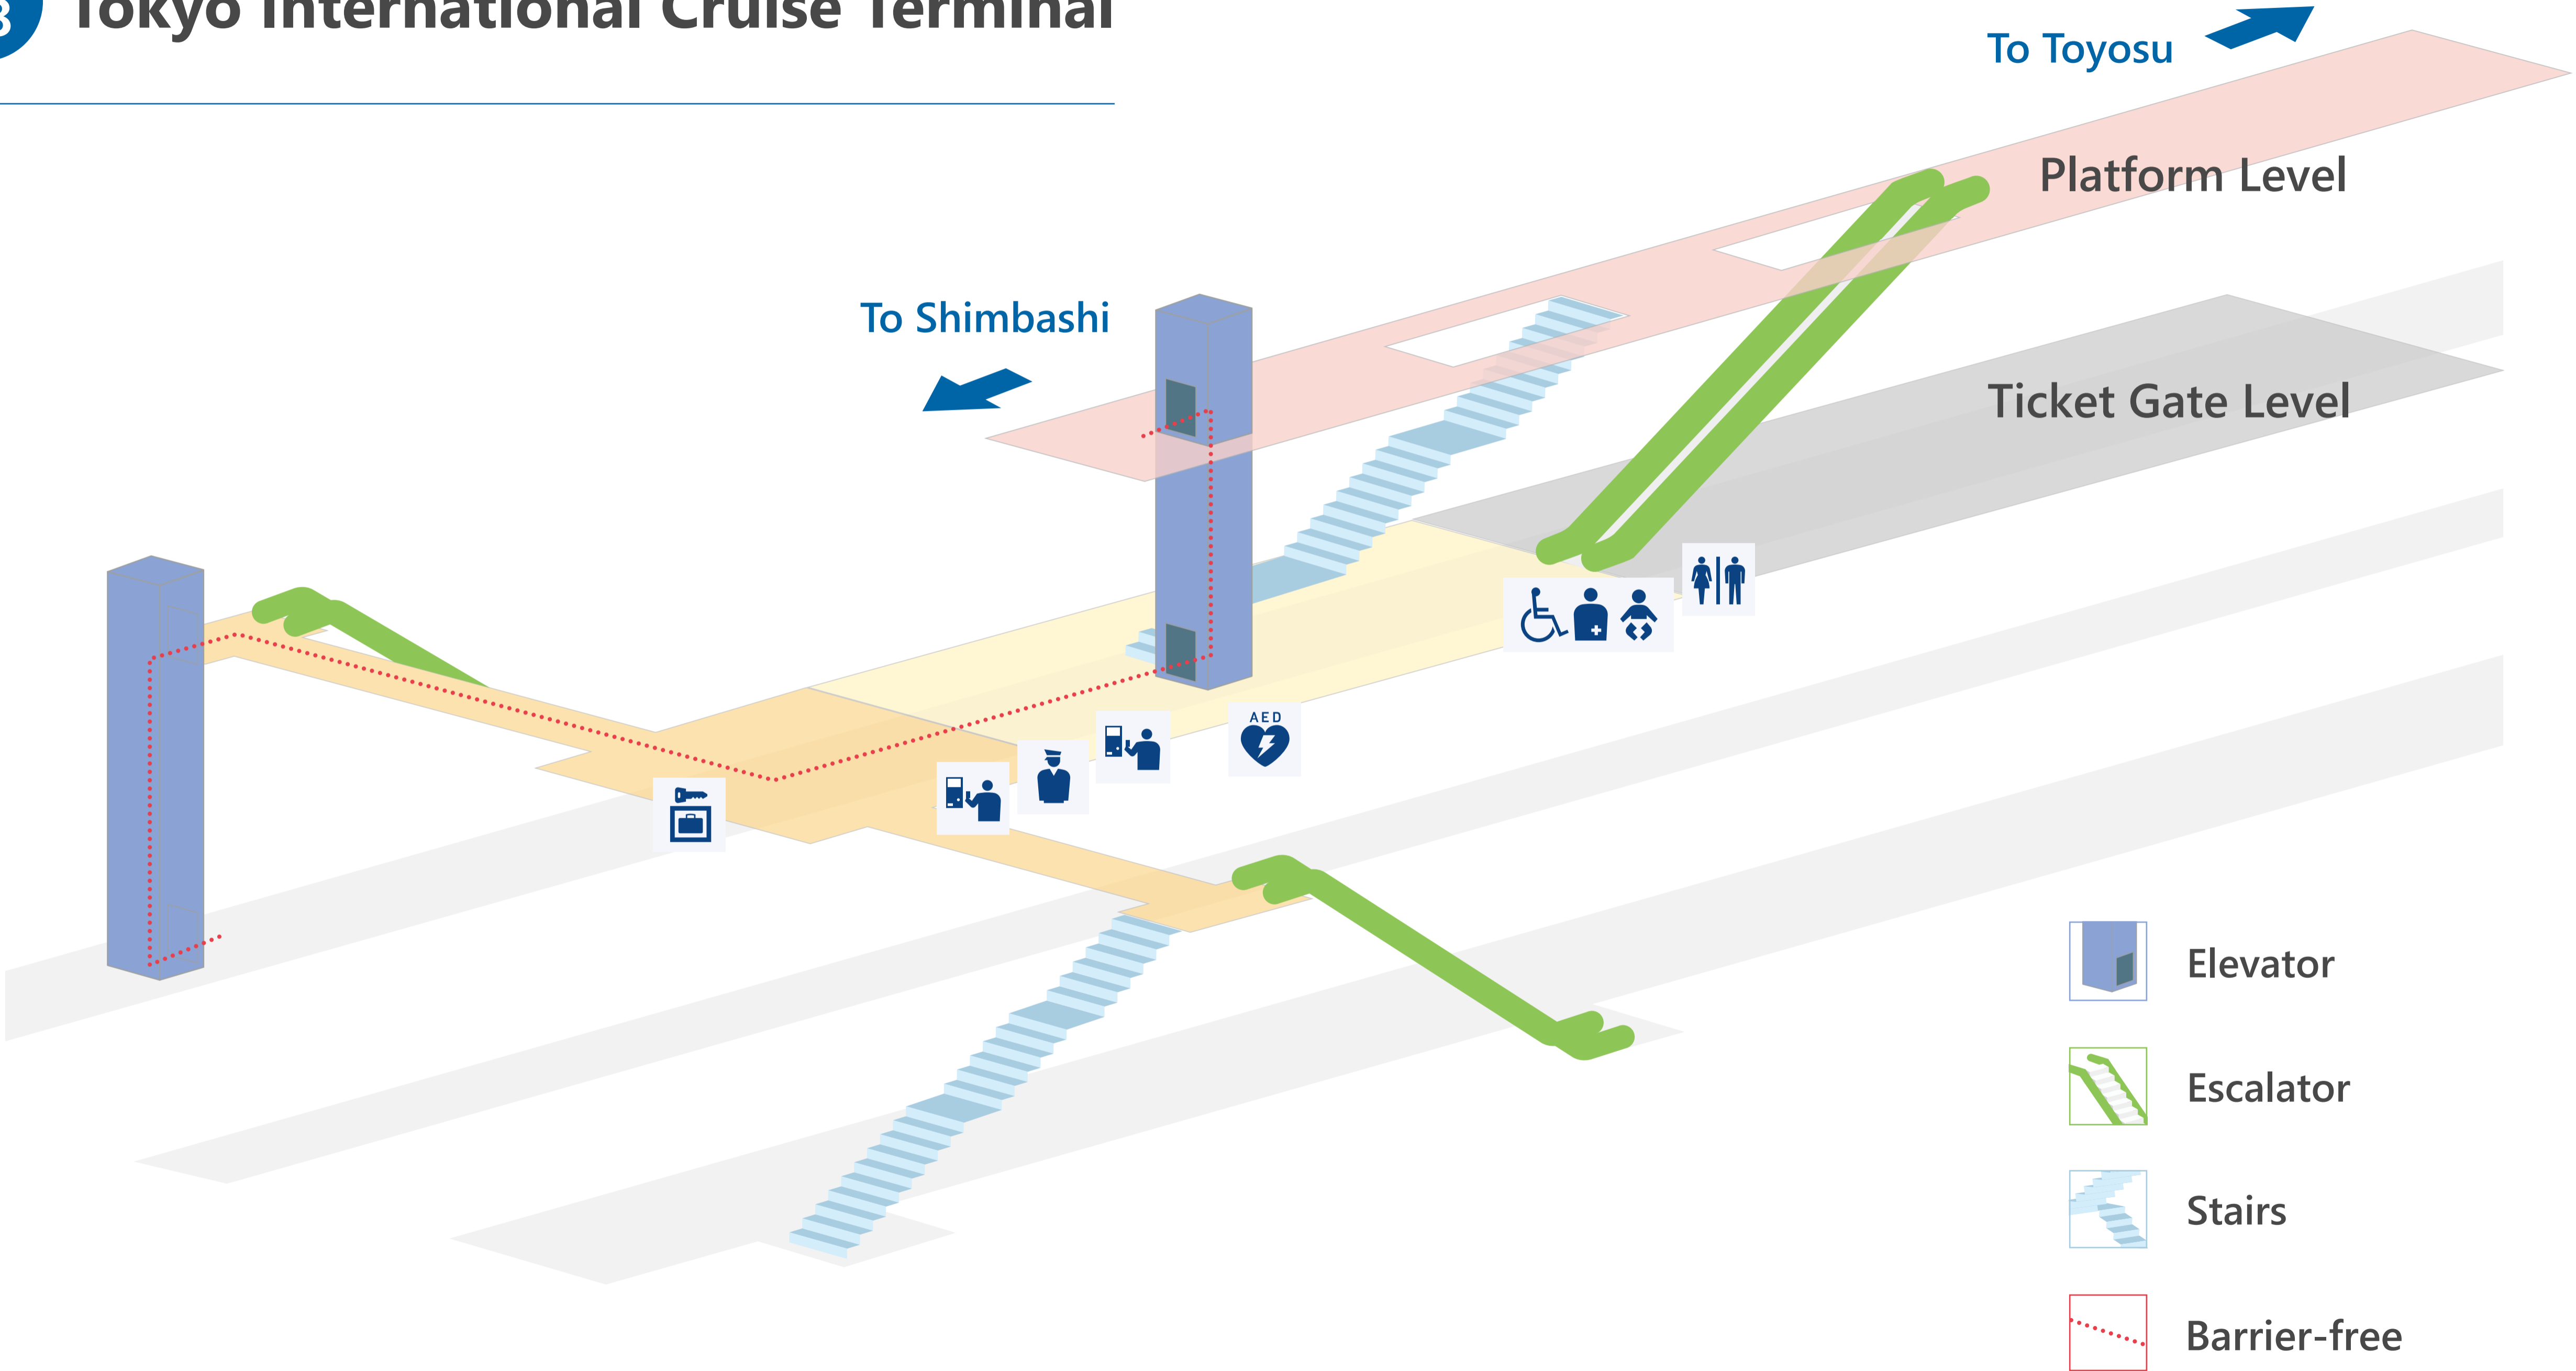 Tokyo International Cruise Terminal
To Toyosu
Platform Level
To Shimbashi
Ticket Gate Level
AED
Elevator
Escalator
Stairs
Barrier-free